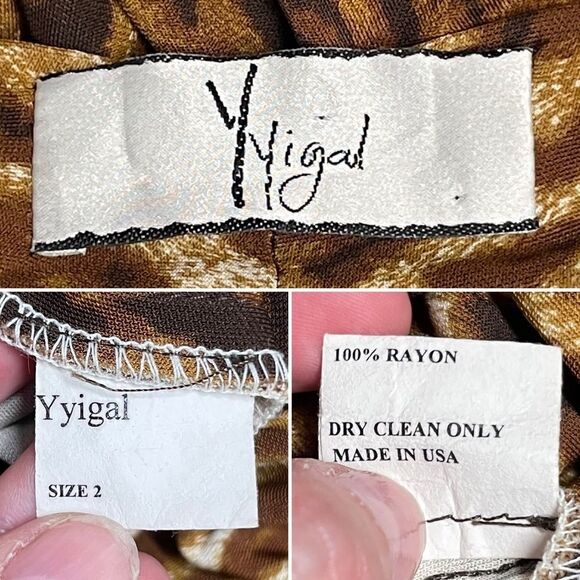 Yyigal
Yyigal
SIZE 2
100% RAYON
DRY CLEAN ONLY
MADE IN USA